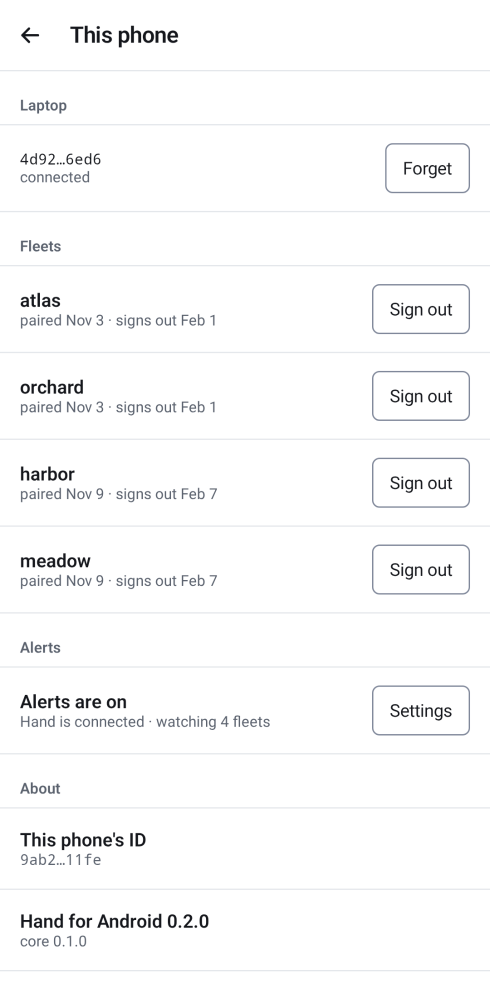 This phone
Laptop
4d92…6ed6
connected
Forget
Fleets
atlas
paired Nov 3 · signs out Feb 1
Sign out
orchard
paired Nov 3 · signs out Feb 1
Sign out
harbor
paired Nov 9 · signs out Feb 7
Sign out
meadow
paired Nov 9 · signs out Feb 7
Sign out
Alerts
Alerts are on
Hand is connected · watching 4 fleets
Settings
About
This phone's ID
9ab2…11fe
Hand for Android 0.2.0
core 0.1.0